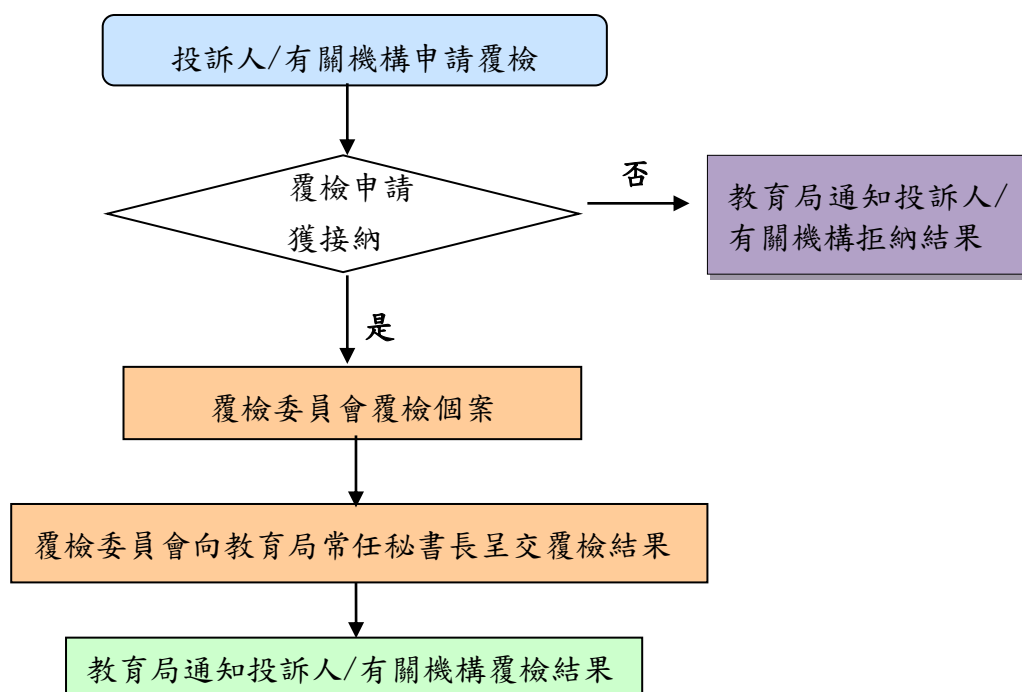 投訴人/有關機構申請覆檢
覆檢申請
獲接納
否
教育局通知投訴人/
有關機構拒納結果
是
覆檢委員會覆檢個案
覆檢委員會向教育局常任秘書長呈交覆檢結果
教育局通知投訴人/有關機構覆檢結果